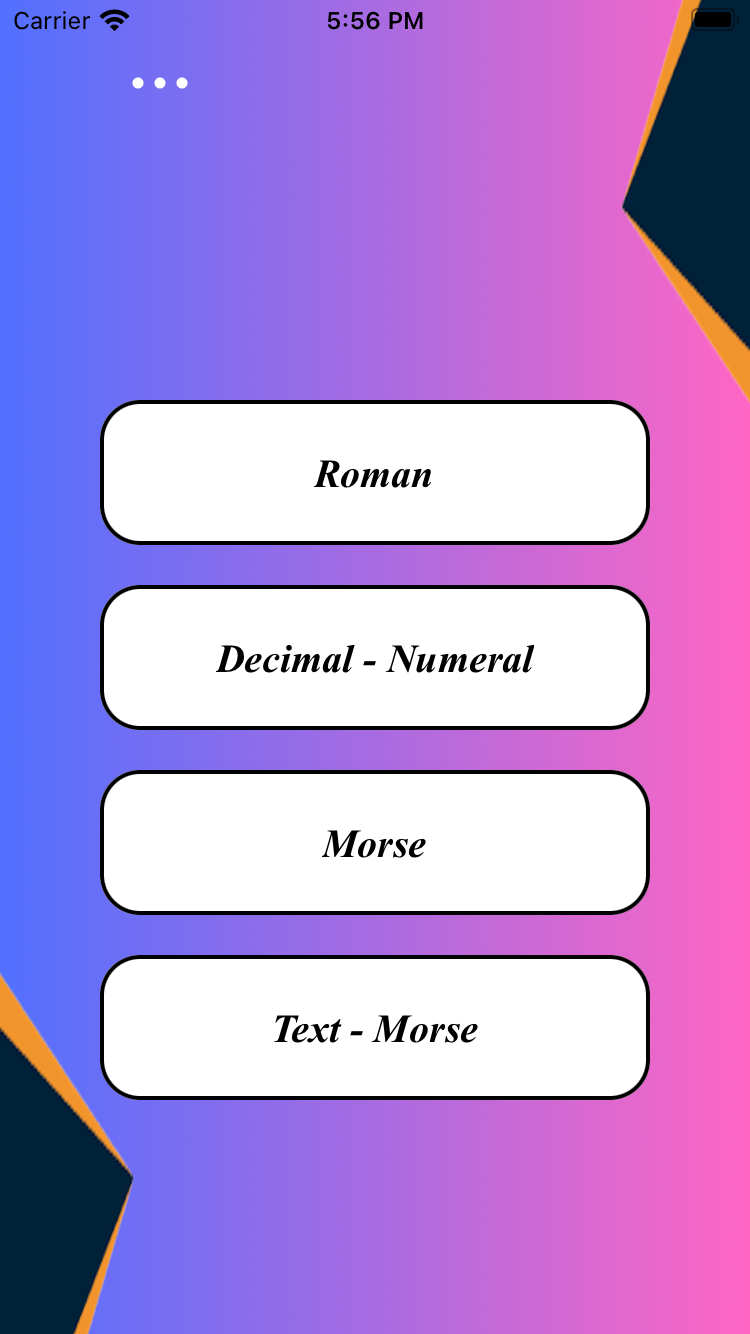 Carrier 5:56 PM
Roman
Decimal - Numeral
Morse
Text - Morse